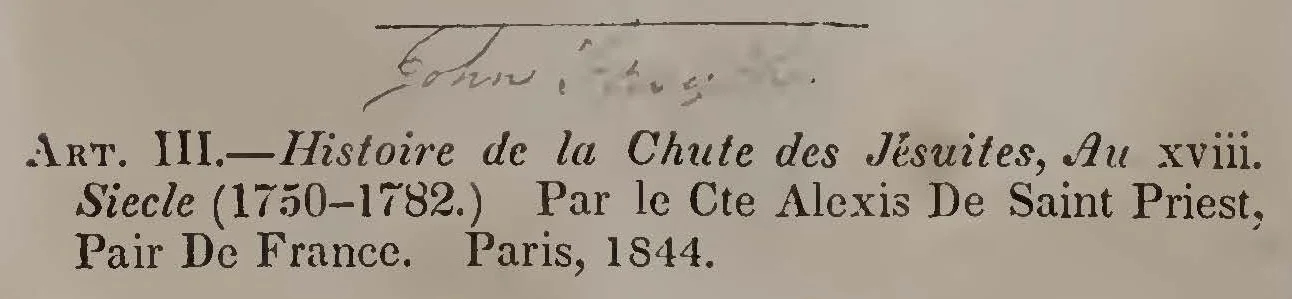 John
ART. III.—Histoire de la Chute des Jésuites, Au xviii.
Siecle (1750–1782.) Par le Cte Alexis De Saint Priest,
Pair De France. Paris, 1844.